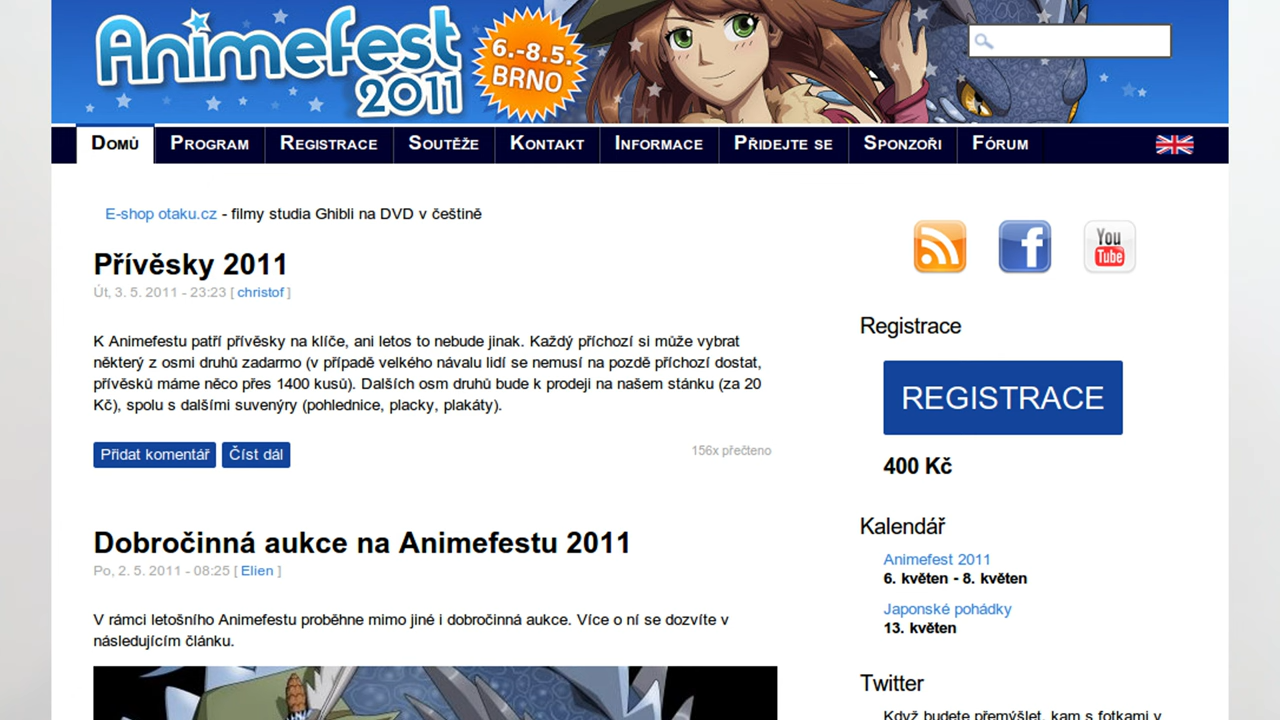 Animefest
2011
6.-8.5.
BRNO
Domů
Program
Registrace
Soutěže
Kontakt
Informace
Přidejte se
Sponzoři
Fórum
E-shop otaku.cz - filmy studia Ghibli na DVD v češtině
Přívěsky 2011
Út, 3. 5. 2011 - 23:23 [ christof ]
K Animefestu patří přívěsky na klíče, ani letos to nebude jinak. Každý příchozí si může vybrat
některý z osmi druhů zadarmo (v případě velkého návalu lidí se nemusí na pozdě příchozí dostat,
přívěsků máme něco přes 1400 kusů). Dalších osm druhů bude k prodeji na našem stánku (za 20
Kč), spolu s dalšími suvenýry (pohlednice, placky, plakáty).
Přidat komentář
Číst dál
156x přečteno
Dobročinná aukce na Animefestu 2011
Po, 2. 5. 2011 - 08:25 [ Elien ]
V rámci letošního Animefestu proběhne mimo jiné i dobročinná aukce. Více o ní se dozvíte v
následujícím článku.
f
You
Tube
Registrace
REGISTRACE
400 Kč
Kalendář
Animefest 2011
6. květen - 8. květen
Japonské pohádky
13. květen
Twitter
Když budete přemýšlet, kam s fotkami v